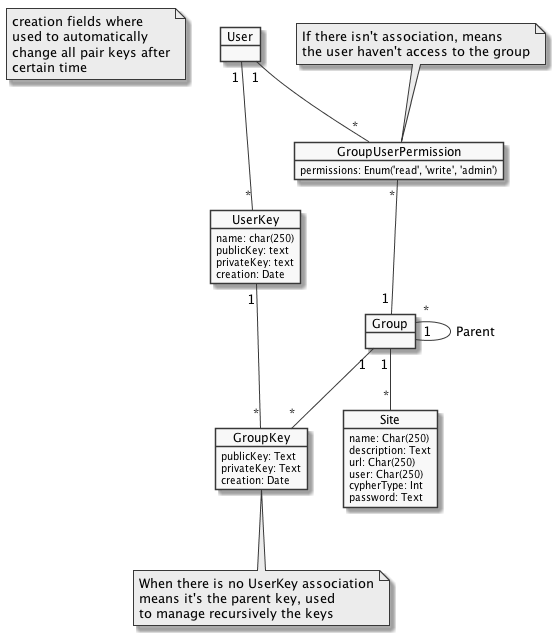 creation fields where
used to automatically
change all pair keys after
certain time
User
If there isn't association, means
the user haven't access to the group
1
1
*
GroupUserPermission
permissions: Enum('read', 'write', 'admin')
*
*
UserKey
name: char(250)
publicKey: text
privateKey: text
creation: Date
1
1
*
Group
1
Parent
1
1
*
*
*
GroupKey
publicKey: Text
privateKey: Text
creation: Date
Site
name: Char(250)
description: Text
url: Char(250)
user: Char(250)
cypherType: Int
password: Text
When there is no UserKey association
means it's the parent key, used
to manage recursively the keys